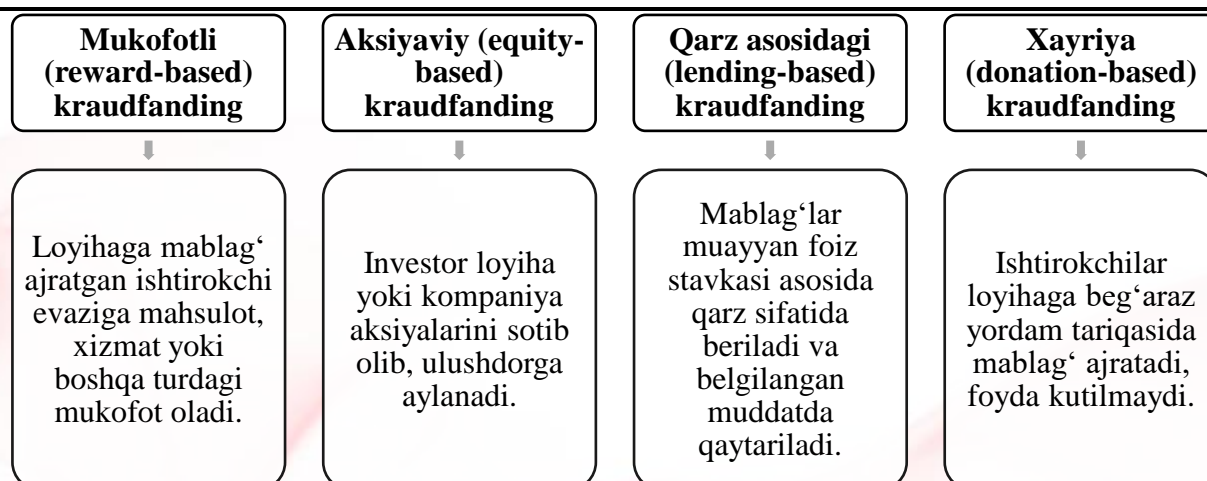 Mukofotli
(reward-based)
kraudfanding
Loyihaga mablag‘
ajratgan ishtirokchi
evaziga mahsulot,
xizmat yoki
boshqa turdagi
mukofot oladi.
Aksiyaviy (equity-
based)
kraudfanding
Investor loyiha
yoki kompaniya
aksiyalarini sotib
olib, ulushdorga
aylanadi.
Qarz asosidagi
(lending-based)
kraudfanding
Mablag‘lar
muayyan foiz
stavkasi asosida
qarz sifatida
beriladi va
belgilangan
muddatda
qaytariladi.
Xayriya
(donation-based)
kraudfanding
Ishtirokchilar
loyihaga beg‘araz
yordam tariqasida
mablag‘ ajratadi,
foyda kutilmaydi.